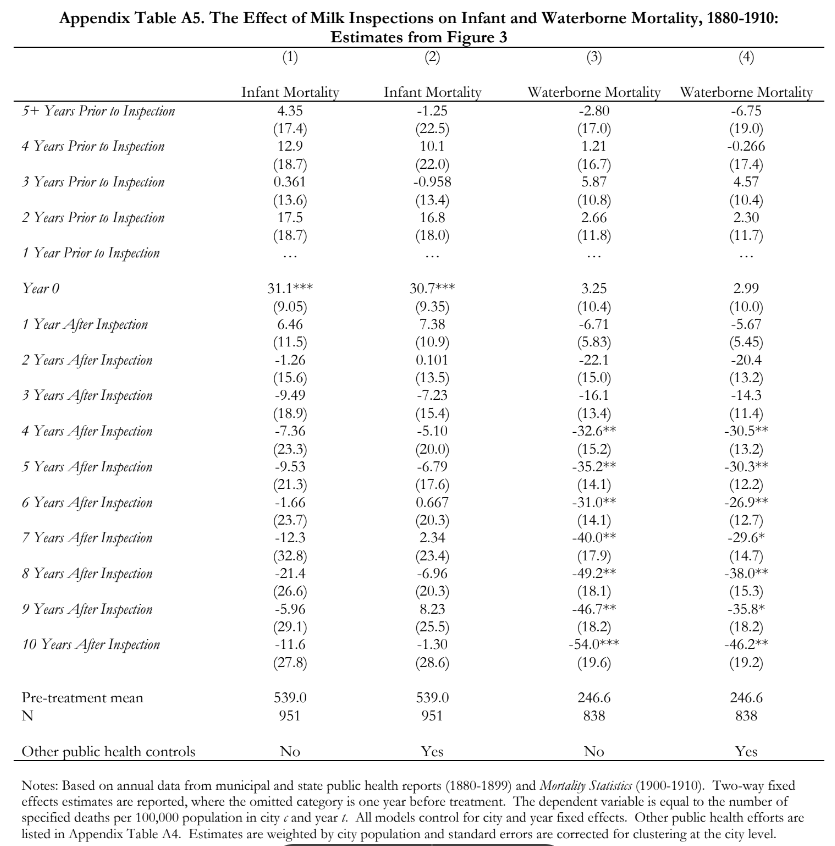 Appendix Table A5. The Effect of Milk Inspections on Infant and Waterborne Mortality, 1880-1910:
Estimates from Figure 3
(1) (2) (3) (4)
Infant Mortality Infant Mortality Waterborne Mortality Waterborne Mortality
5+ Years Prior to Inspection 4.35 -1.25 -2.80 -6.75
(17.4) (22.5) (17.0) (19.0)
4 Years Prior to Inspection 12.9 10.1 1.21 -0.266
(18.7) (22.0) (16.7) (17.4)
3 Years Prior to Inspection 0.361 -0.958 5.87 4.57
(13.6) (13.4) (10.8) (10.4)
2 Years Prior to Inspection 17.5 16.8 2.66 2.30
(18.7) (18.0) (11.8) (11.7)
1 Year Prior to Inspection … … … …
Year 0 31.1*** 30.7*** 3.25 2.99
(9.05) (9.35) (10.4) (10.0)
1 Year After Inspection 6.46 7.38 -6.71 -5.67
(11.5) (10.9) (5.83) (5.45)
2 Years After Inspection -1.26 0.101 -22.1 -20.4
(15.6) (13.5) (15.0) (13.2)
3 Years After Inspection -9.49 -7.23 -16.1 -14.3
(18.9) (15.4) (13.4) (11.4)
4 Years After Inspection -7.36 -5.10 -32.6** -30.5**
(23.3) (20.0) (15.2) (13.2)
5 Years After Inspection -9.53 -6.79 -35.2** -30.3**
(21.3) (17.6) (14.1) (12.2)
6 Years After Inspection -1.66 0.667 -31.0** -26.9**
(23.7) (20.3) (14.1) (12.7)
7 Years After Inspection -12.3 2.34 -40.0** -29.6*
(32.8) (23.4) (17.9) (14.7)
8 Years After Inspection -21.4 -6.96 -49.2** -38.0**
(26.6) (20.3) (18.1) (15.3)
9 Years After Inspection -5.96 8.23 -46.7** -35.8*
(29.1) (25.5) (18.2) (18.2)
10 Years After Inspection -11.6 -1.30 -54.0*** -46.2**
(27.8) (28.6) (19.6) (19.2)
Pre-treatment mean 539.0 539.0 246.6 246.6
N 951 951 838 838
Other public health controls No Yes No Yes
Notes: Based on annual data from municipal and state public health reports (1880-1899) and Mortality Statistics (1900-1910). Two-way fixed
effects estimates are reported, where the omitted category is one year before treatment. The dependent variable is equal to the number of
specified deaths per 100,000 population in city c and year t. All models control for city and year fixed effects. Other public health efforts are
listed in Appendix Table A4. Estimates are weighted by city population and standard errors are corrected for clustering at the city level.